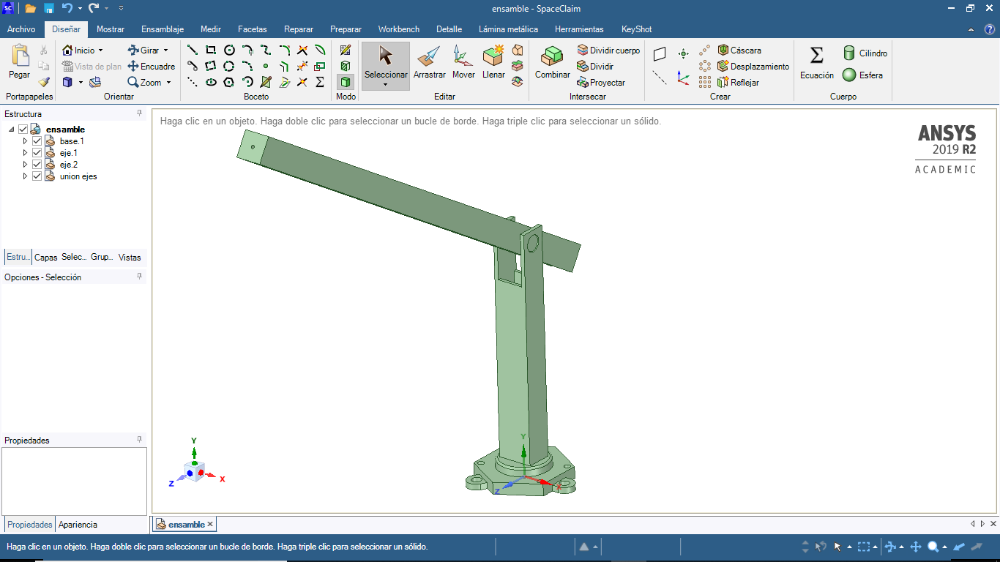 ensamble - SpaceClaim
Archivo Diseñar Mostrar Ensamblaje Medir Facetas Reparar Preparar Workbench Detalle Lámina metálica Herramientas KeyShot
SC
Pegar
Portapapeles
Inicio Girar
Vista de plan Encuadre
Zoom
Orientar
Boceto
Modo
Seleccionar Arrastrar Mover Llenar
Editar
Combinar
Dividir cuerpo
Dividir
Proyectar
Intersecar
Cáscara
Desplazamiento
Reflejar
Crear
Ecuación
Cilindro
Esfera
Cuerpo
Estructura
ensamble
base.1
eje.1
eje.2
union ejes
Estru... Capas Selec... Grup... Vistas
Opciones - Selección
Propiedades
Propiedades Apariencia
Haga clic en un objeto. Haga doble clic para seleccionar un bucle de borde. Haga triple clic para seleccionar un sólido.
ANSYS
2019 R2
ACADEMIC
Y
Z
X
Y
Z
X
ensamble
Haga clic en un objeto. Haga doble clic para seleccionar un bucle de borde. Haga triple clic para seleccionar un sólido.